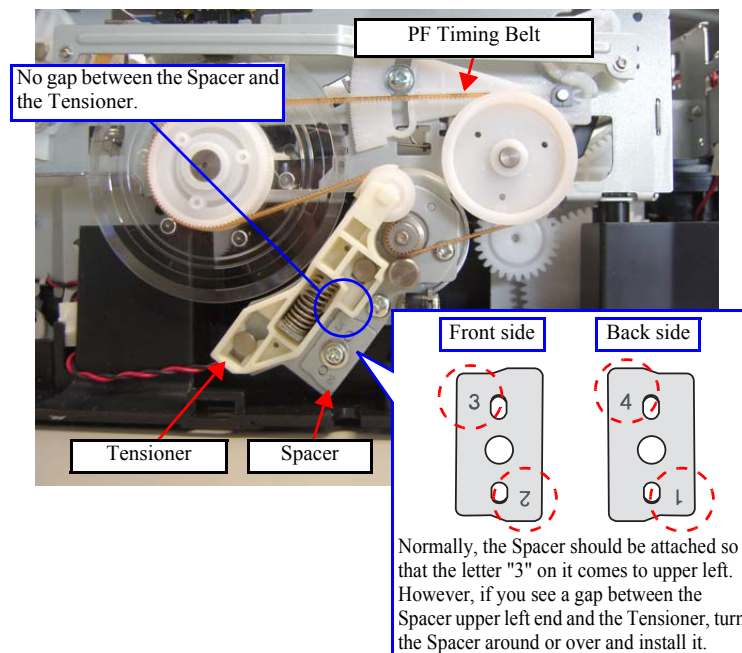 PF Timing Belt
No gap between the Spacer and
the Tensioner.
Tensioner
Spacer
Front side
Back side
3
2
4
1
Normally, the Spacer should be attached so
that the letter "3" on it comes to upper left.
However, if you see a gap between the
Spacer upper left end and the Tensioner, turn
the Spacer around or over and install it.